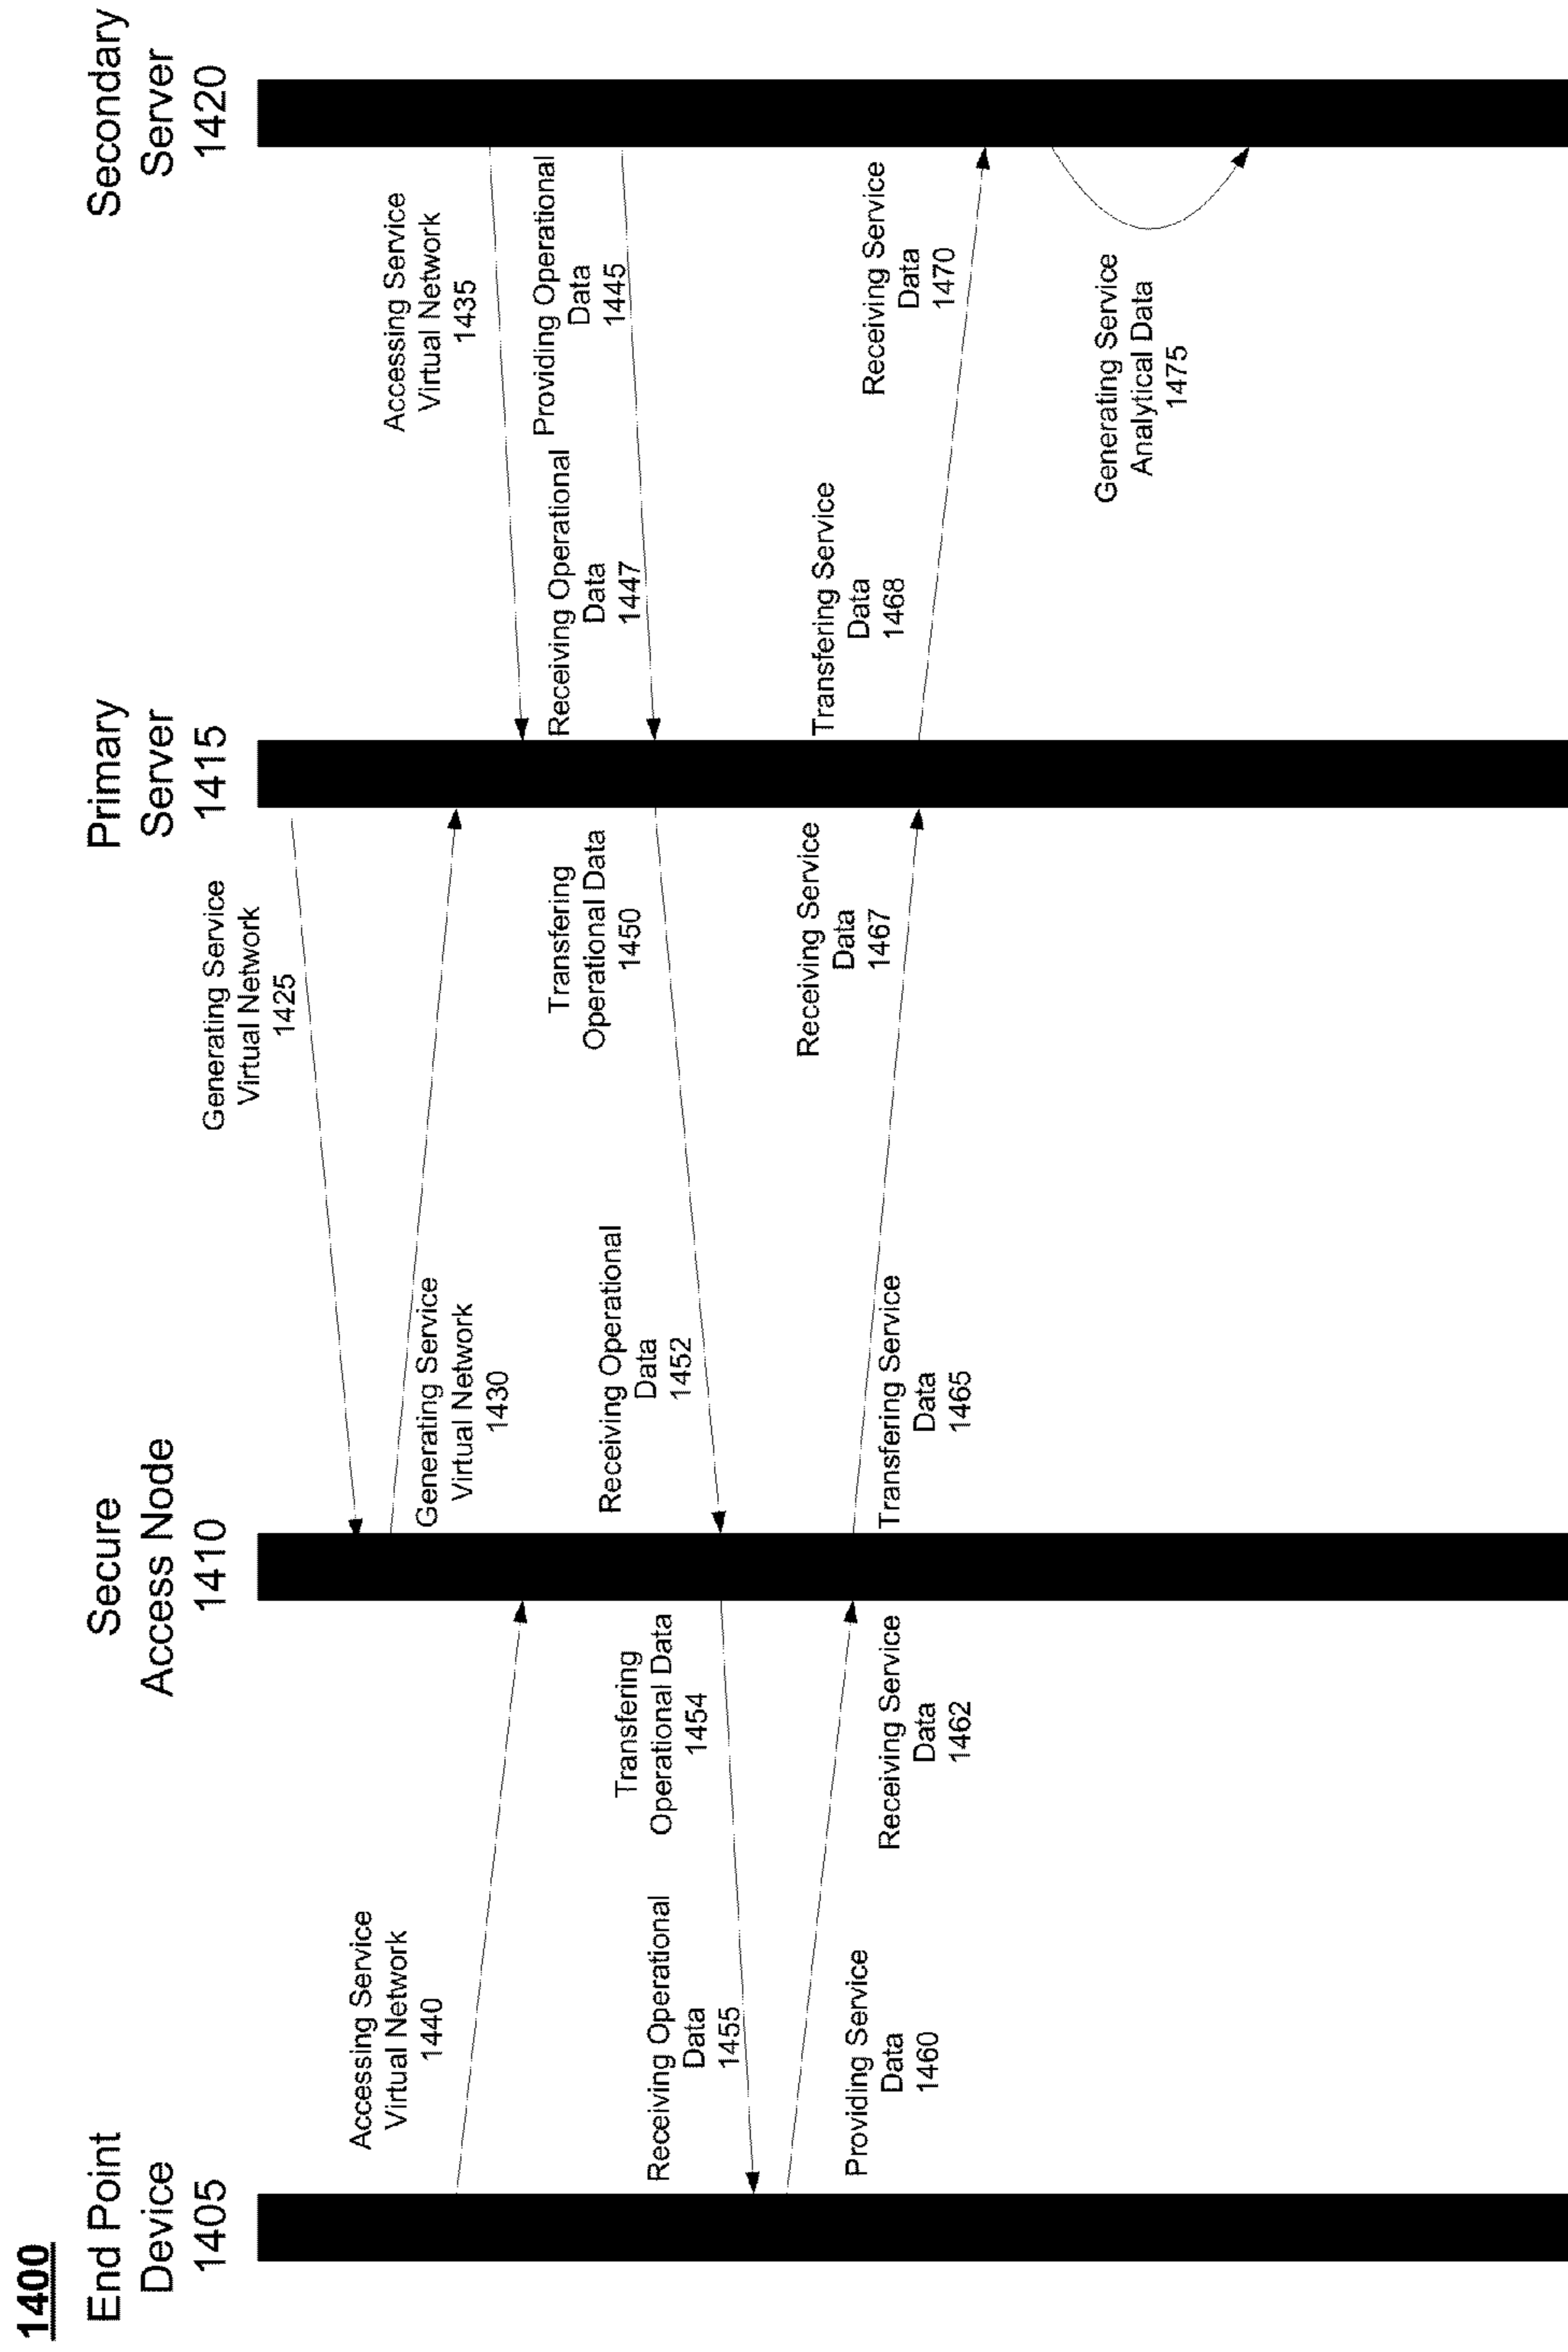 1400
End Point
Device
1405
Secure
Access Node
1410
Primary
Server
1415
Secondary
Server
1420
Generating Service
Virtual Network
1425
Generating Service
Virtual Network
1430
Accessing Service
Virtual Network
1435
Accessing Service
Virtual Network
1440
Providing Operational
Data
1445
Receiving Operational
Data
1447
Transfering
Operational Data
1450
Receiving Operational
Data
1452
Transfering
Operational Data
1454
Receiving Operational
Data
1455
Providing Service
Data
1460
Receiving Service
Data
1462
Transfering Service
Data
1465
Receiving Service
Data
1467
Transfering Service
Data
1468
Receiving Service
Data
1470
Generating Service
Analytical Data
1475